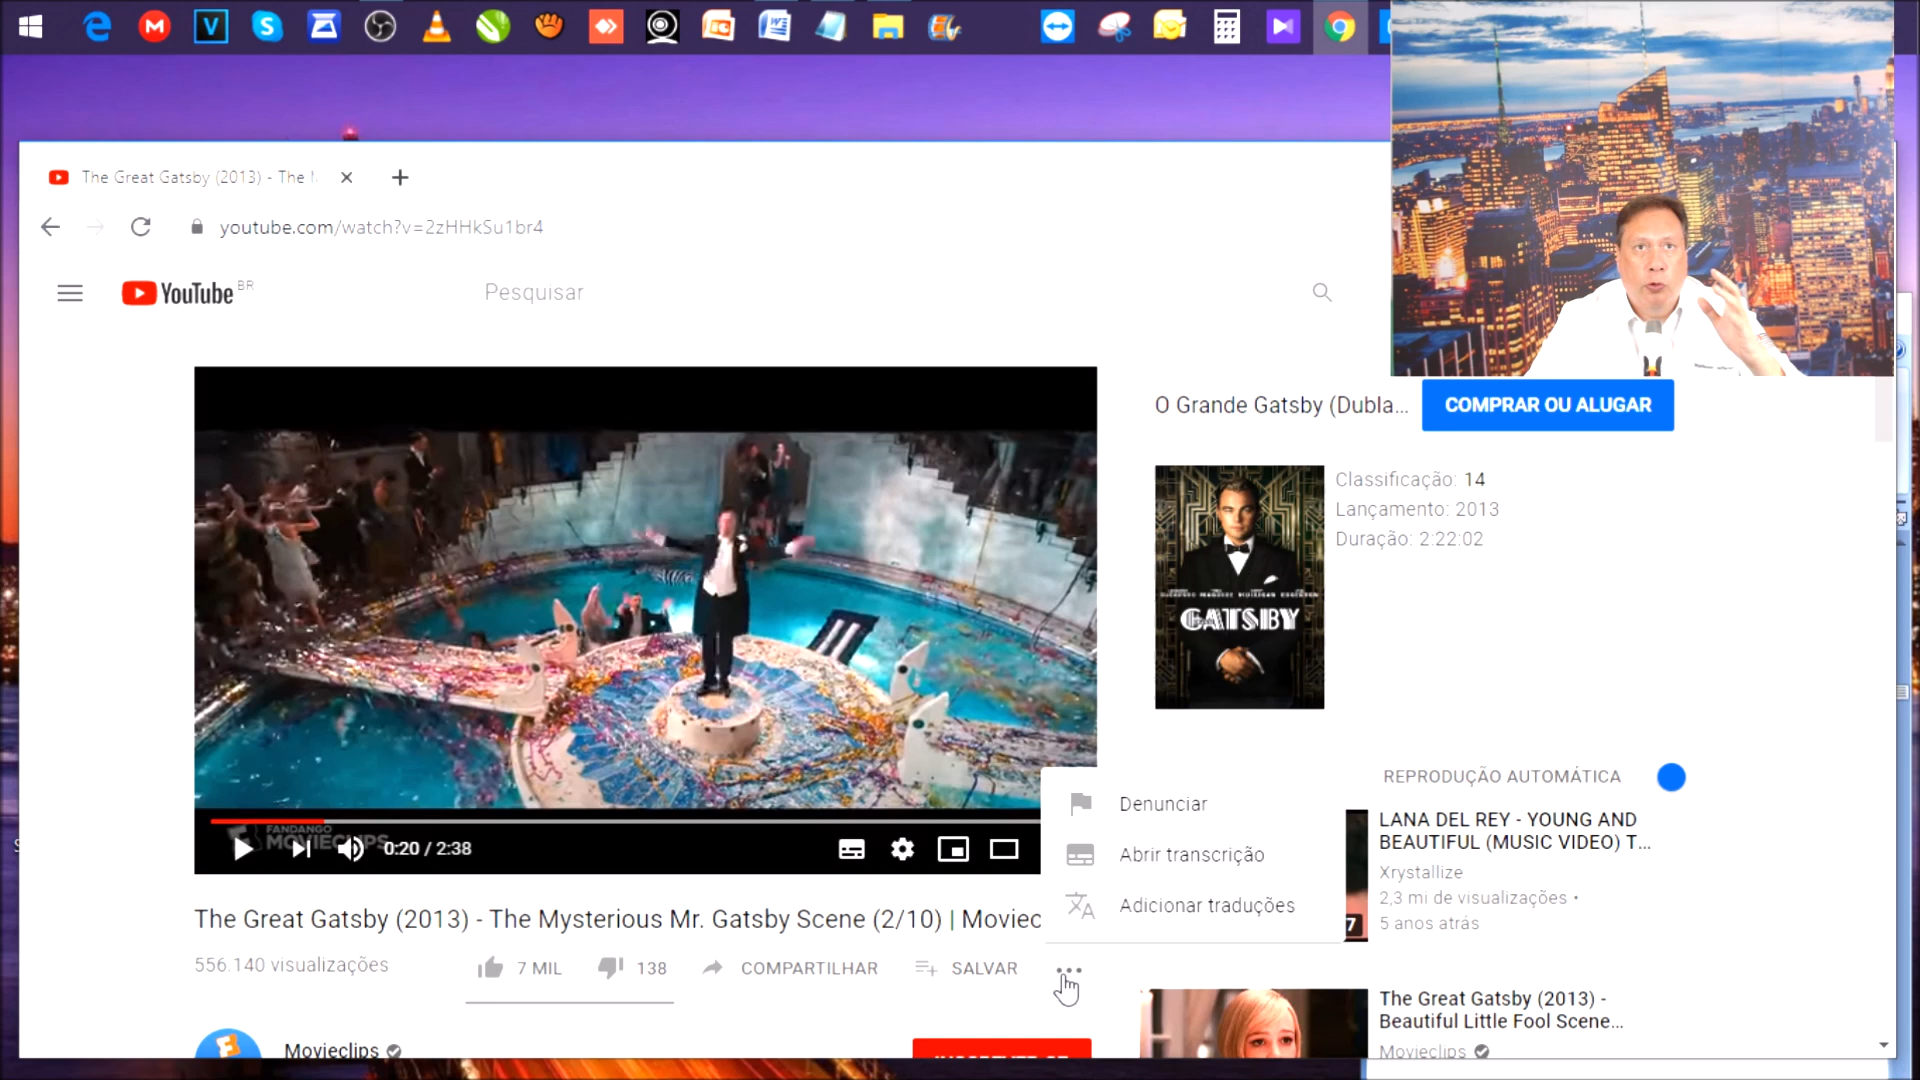 The Great Gatsby (2013) - The
youtube.com/watch?v=2zHHkSu1br4
YouTube BR
Pesquisar
O Grande Gatsby (Dubla...
COMPRAR OU ALUGAR
Classificação: 14
Lançamento: 2013
Duração: 2:22:02
GATSBY
FANDANGO
MOVIECLIPS
0:20 / 2:38
Denunciar
Abrir transcrição
Adicionar traduções
The Great Gatsby (2013) - The Mysterious Mr. Gatsby Scene (2/10) | Moviec
556.140 visualizações
7 MIL
138
COMPARTILHAR
SALVAR
Movieclips
REPRODUÇÃO AUTOMÁTICA
LANA DEL REY - YOUNG AND
BEAUTIFUL (MUSIC VIDEO) T...
Xrystallize
2,3 mi de visualizações •
5 anos atrás
7
The Great Gatsby (2013) -
Beautiful Little Fool Scene...
Movieclips